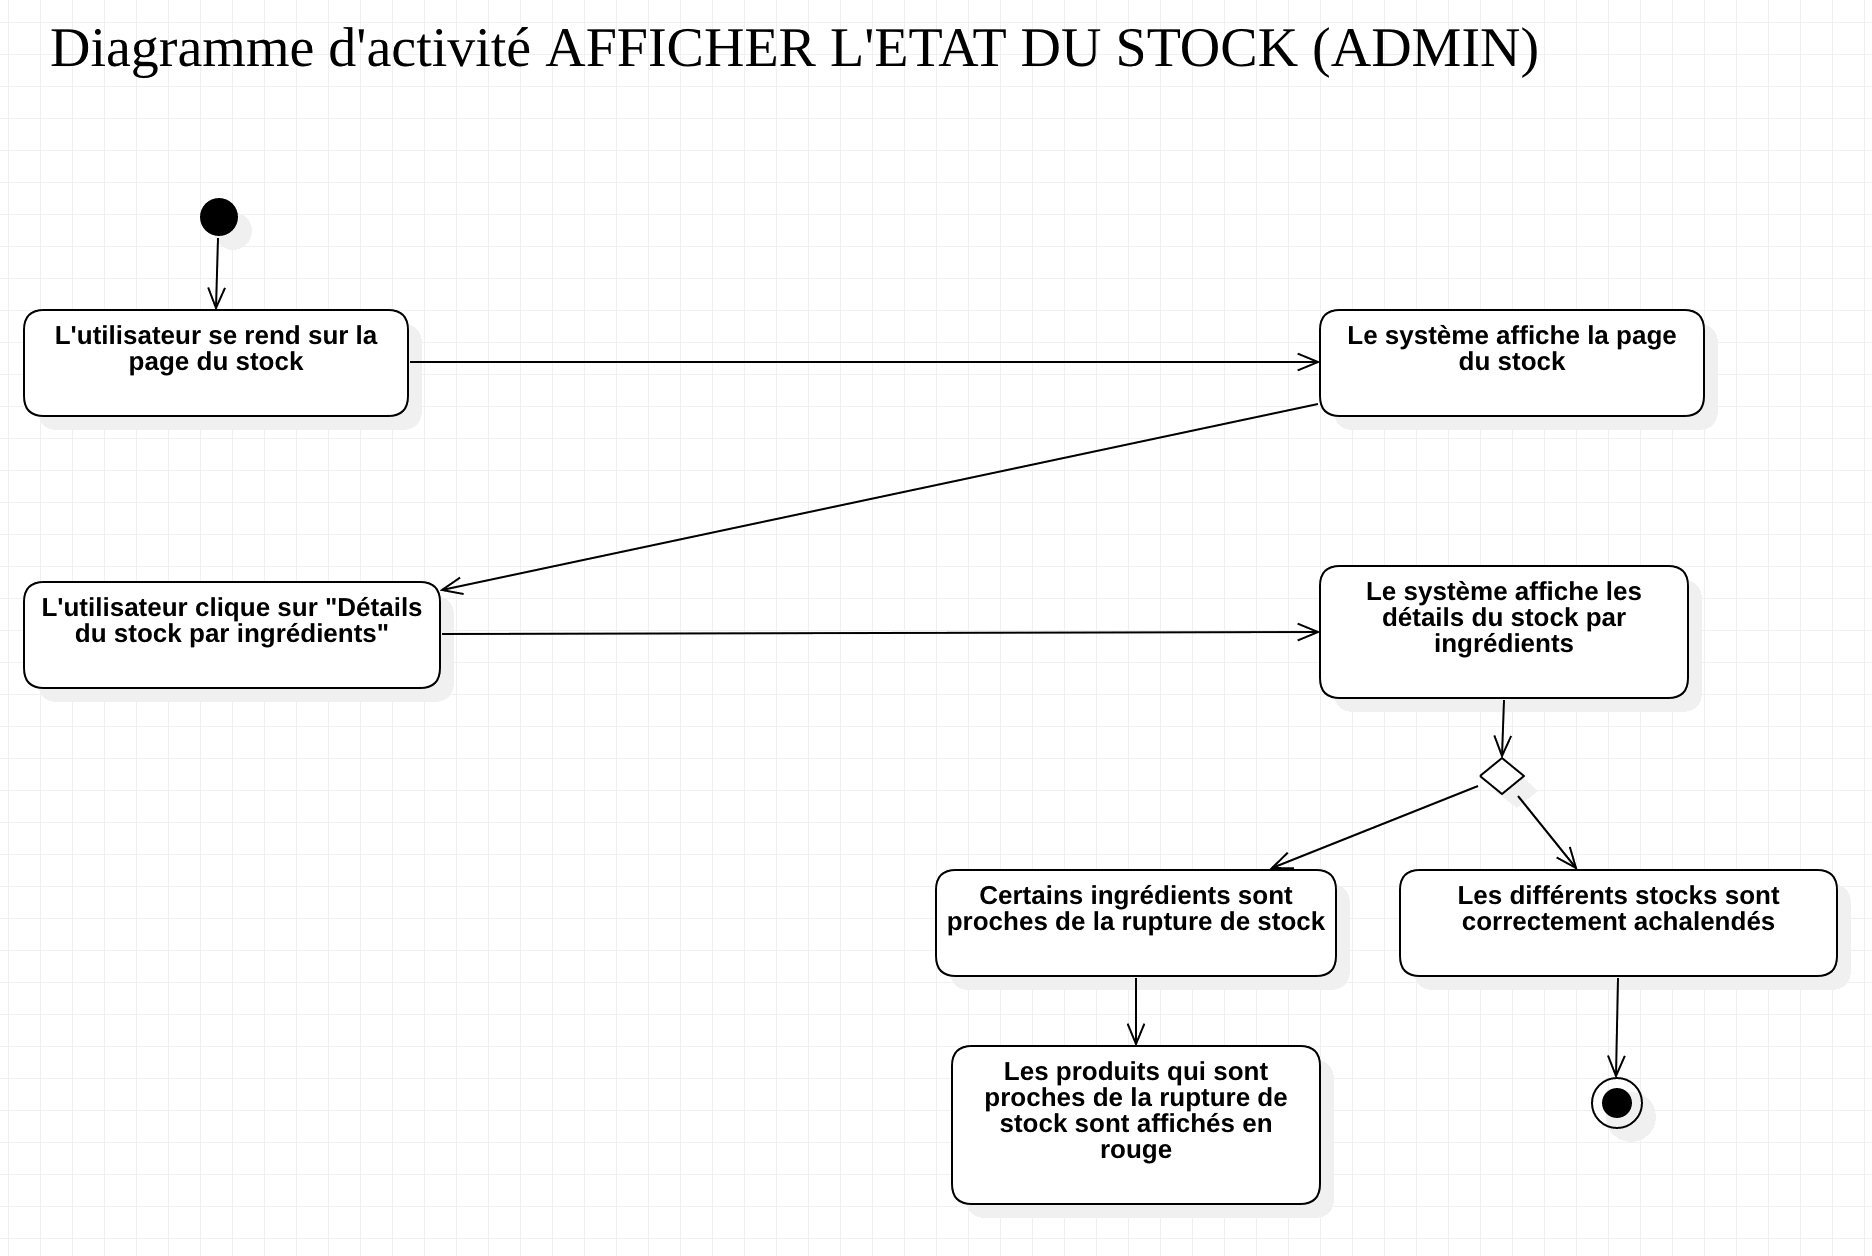 Diagramme d'activité AFFICHER L'ETAT DU STOCK (ADMIN)
L'utilisateur se rend sur la
page du stock
Le système affiche la page
du stock
L'utilisateur clique sur "Détails
du stock par ingrédients"
Le système affiche les
détails du stock par
ingrédients
Certains ingrédients sont
proches de la rupture de stock
Les différents stocks sont
correctement achalendés
Les produits qui sont
proches de la rupture de
stock sont affichés en
rouge